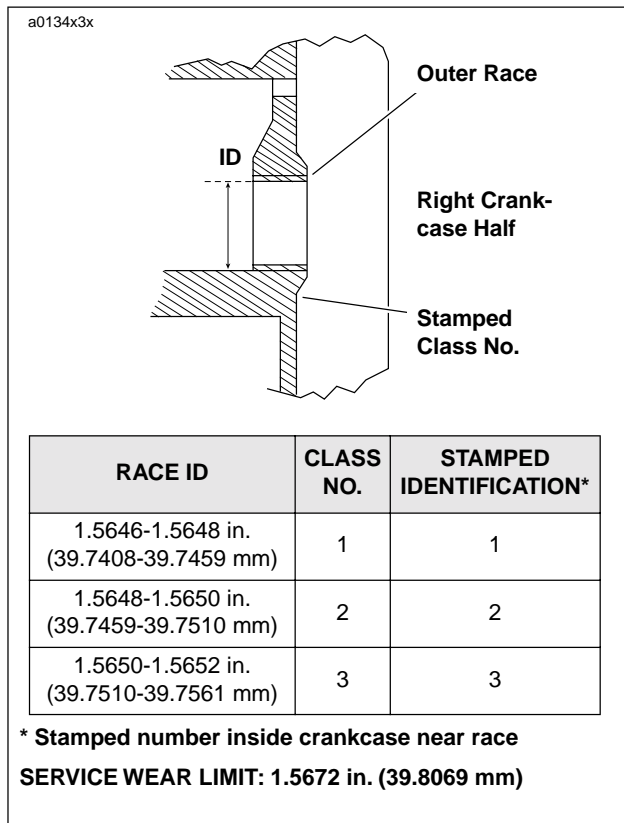 a0134x3x
Outer Race
ID
Right Crank-
case Half
Stamped
Class No.
RACE ID
CLASS
NO.
STAMPED
IDENTIFICATION*
1.5646-1.5648 in.
(39.7408-39.7459 mm)
1
1
1.5648-1.5650 in.
(39.7459-39.7510 mm)
2
2
1.5650-1.5652 in.
(39.7510-39.7561 mm)
3
3
* Stamped number inside crankcase near race
SERVICE WEAR LIMIT: 1.5672 in. (39.8069 mm)